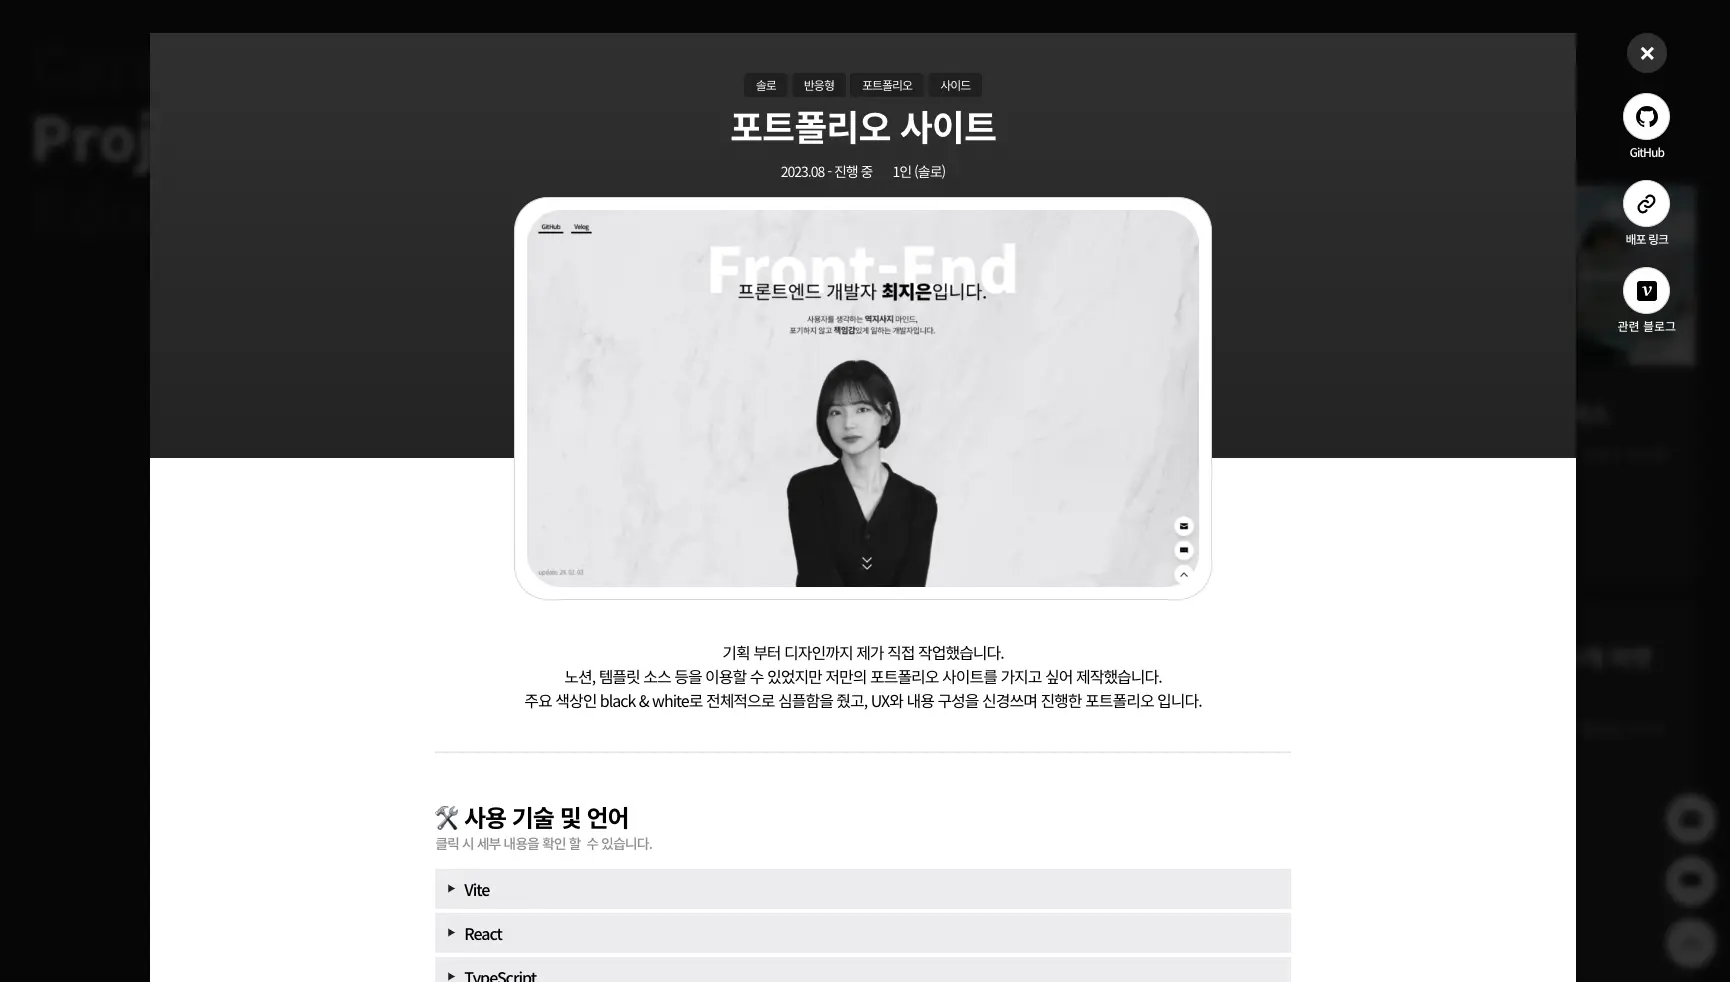 Proj
솔로 반응형 포트폴리오 사이드
포트폴리오 사이트
2023.08 - 진행 중 1인 (솔로)
GitHub Velog
Front-End
프론트엔드 개발자 최지은입니다.
사용자를 생각하는 역지사지 마인드,
포기하지 않고 책임감있게 일하는 개발자입니다.
update. 24. 02. 03
GitHub
배포 링크
관련 블로그
기획 부터 디자인까지 제가 직접 작업했습니다.
노션, 템플릿 소스 등을 이용할 수 있었지만 저만의 포트폴리오 사이트를 가지고 싶어 제작했습니다.
주요 색상인 black & white로 전체적으로 심플함을 줬고, UX와 내용 구성을 신경쓰며 진행한 포트폴리오 입니다.
🛠 사용 기술 및 언어
클릭 시 세부 내용을 확인 할 수 있습니다.
Vite
React
TypeScript